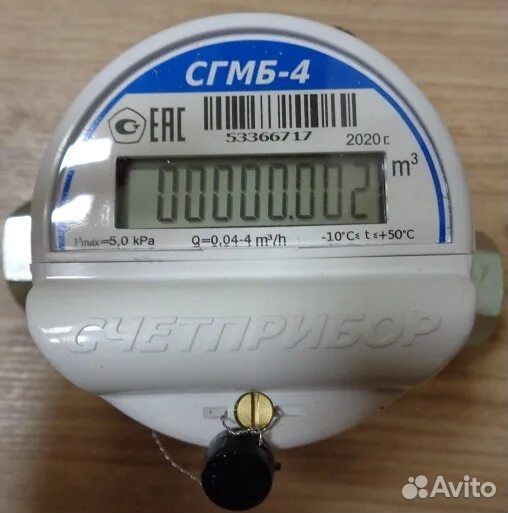 СГМБ-4
ЕАС
53366717
2020 г.
00000.002 m³
Pmax=5,0 kPa Q=0,04-4 m³/h -10°C≤ t ≤+50°C
СЧЕТПРИБОР
Avito